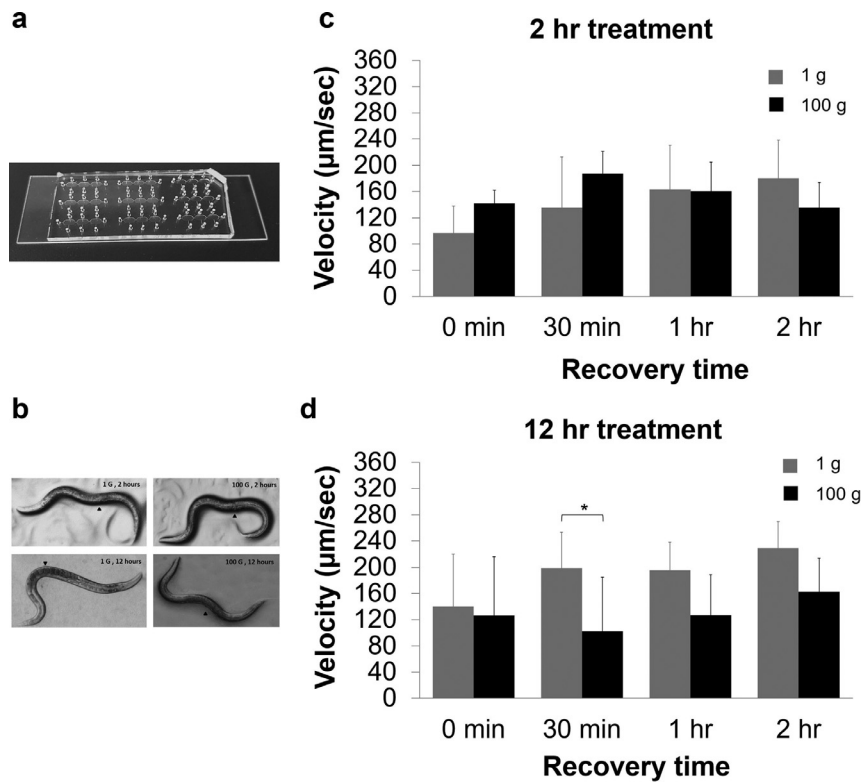 a
b
1 G , 2 hours
100 G , 2 hours
1 G , 12 hours
100 G , 12 hours
c
2 hr treatment
Velocity (µm/sec)
360
320
280
240
200
160
120
80
40
0
1 g
100 g
0 min
30 min
1 hr
2 hr
Recovery time
d
12 hr treatment
Velocity (µm/sec)
360
320
280
240
200
160
120
80
40
0
1 g
100 g
*
0 min
30 min
1 hr
2 hr
Recovery time